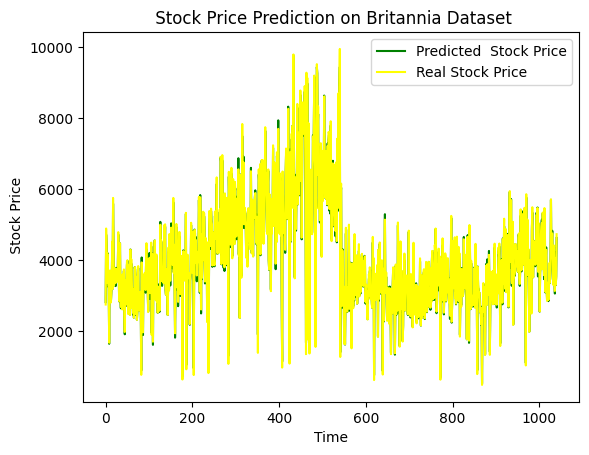 Stock Price Prediction on Britannia Dataset
Predicted  Stock Price
Real Stock Price
10000
8000
6000
4000
2000
Stock Price
0 200 400 600 800 1000
Time